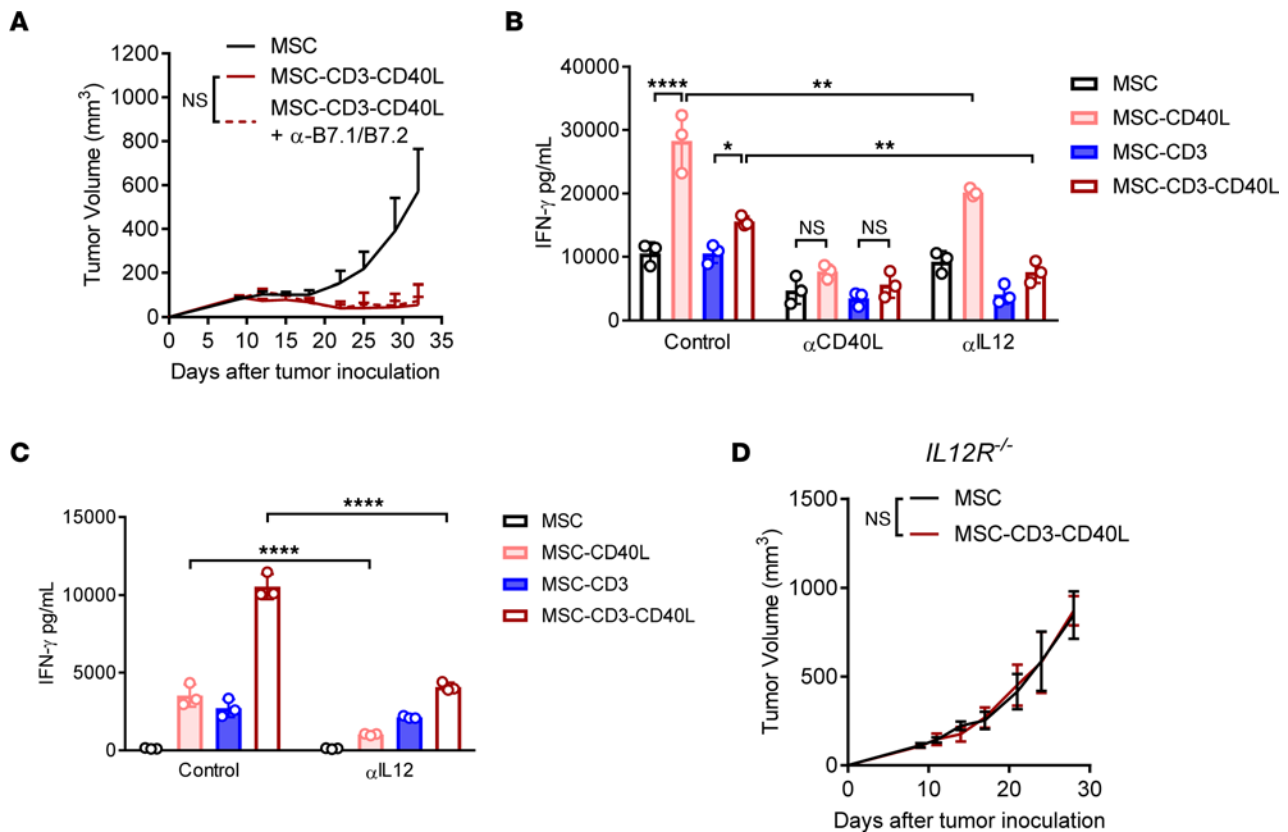 A
MSC
MSC-CD3-CD40L
NS
MSC-CD3-CD40L
+ α-B7.1/B7.2
Tumor Volume (mm³)
1200
1000
800
600
400
200
0
0 5 10 15 20 25 30 35
Days after tumor inoculation
B
IFN-γ pg/mL
40000
30000
20000
10000
0
**** **
* **
NS NS
Control αCD40L αIL12
MSC
MSC-CD40L
MSC-CD3
MSC-CD3-CD40L
C
IFN-γ pg/mL
15000
10000
5000
0
****
****
Control αIL12
MSC
MSC-CD40L
MSC-CD3
MSC-CD3-CD40L
D
IL12R-/-
MSC
NS
MSC-CD3-CD40L
Tumor Volume (mm³)
1500
1000
500
0
0 10 20 30
Days after tumor inoculation